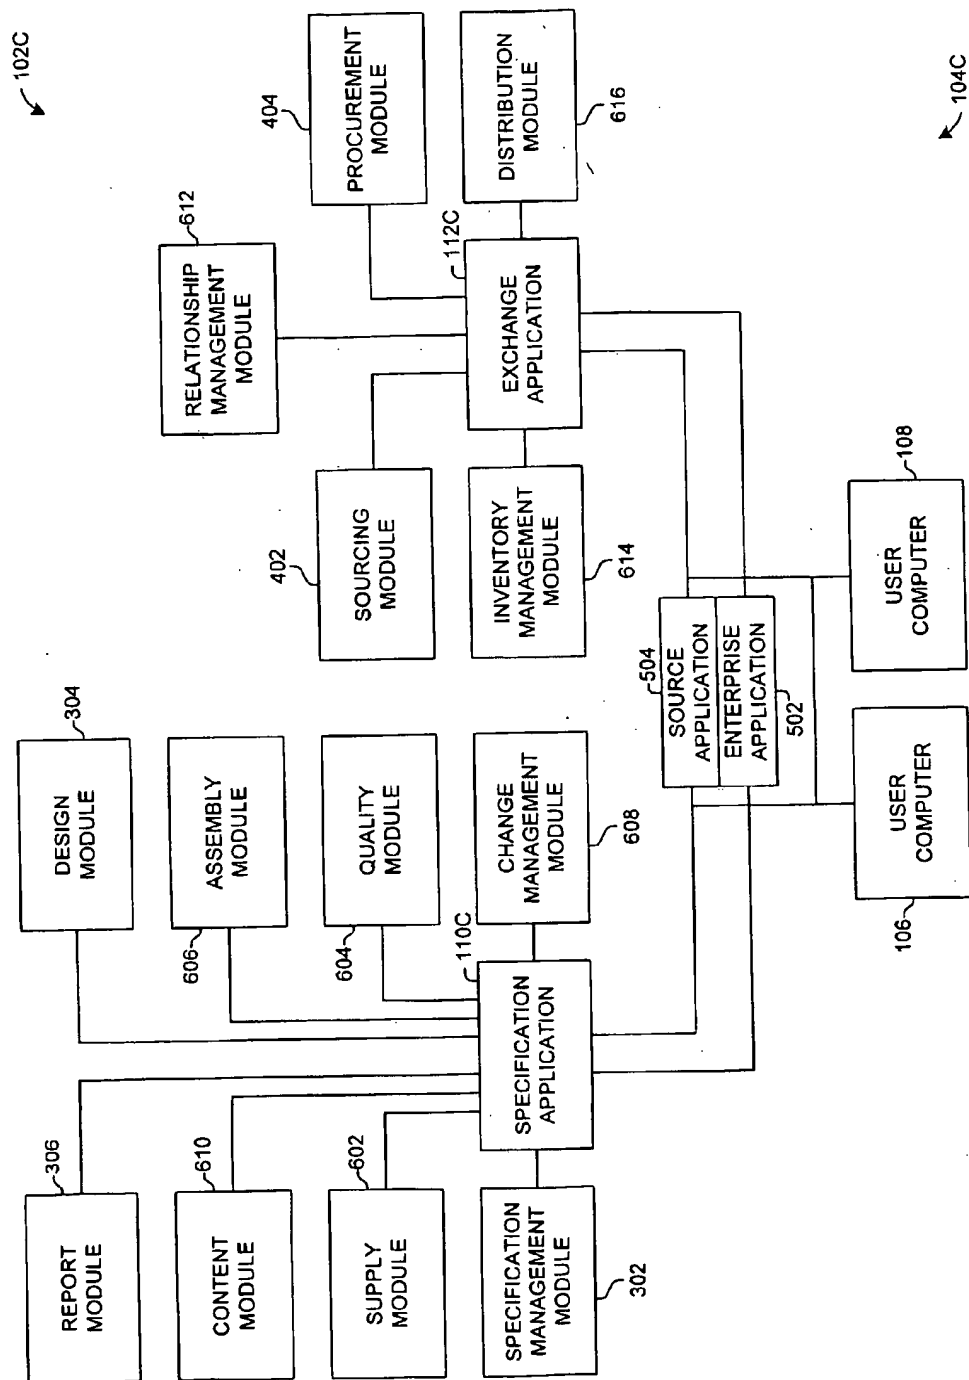 102C
306
REPORT
MODULE
DESIGN
MODULE
304
610
CONTENT
MODULE
606
ASSEMBLY
MODULE
612
RELATIONSHIP
MANAGEMENT
MODULE
602
SUPPLY
MODULE
604
QUALITY
MODULE
402
SOURCING
MODULE
404
PROCUREMENT
MODULE
SPECIFICATION
MANAGEMENT
MODULE
302
110C
SPECIFICATION
APPLICATION
CHANGE
MANAGEMENT
MODULE
608
INVENTORY
MANAGEMENT
MODULE
614
112C
EXCHANGE
APPLICATION
DISTRIBUTION
MODULE
616
504
SOURCE
APPLICATION
ENTERPRISE
APPLICATION
502
106
USER
COMPUTER
108
USER
COMPUTER
104C